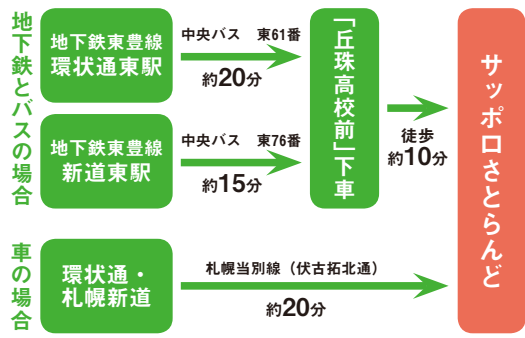 地下鉄とバスの場合
地下鉄東豊線
環状通東駅
中央バス 東61番
約20分
地下鉄東豊線
新道東駅
中央バス 東76番
約15分
「丘珠高校前」下車
徒歩
約10分
サッポロさとらんど
車の場合
環状通・
札幌新道
札幌当別線（伏古拓北通）
約20分